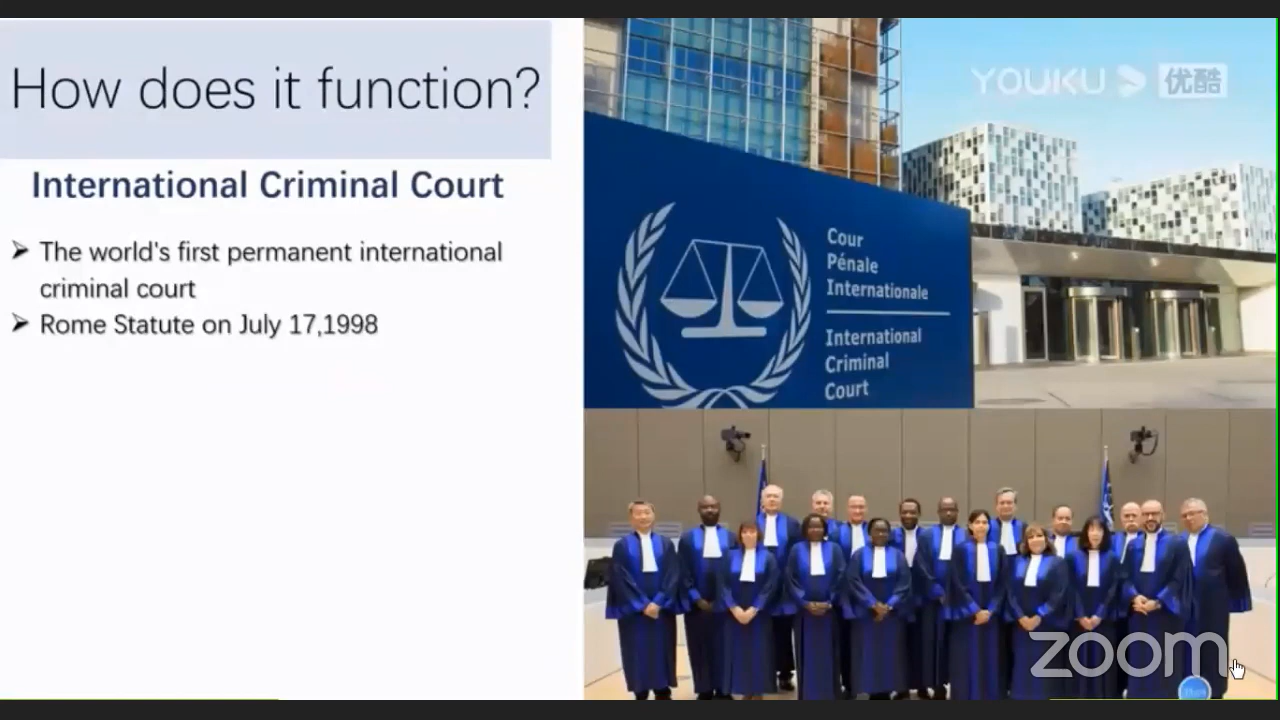 How does it function?
International Criminal Court
➢ The world's first permanent international
criminal court
➢ Rome Statute on July 17,1998
YOUKU 优酷
Cour
Pénale
Internationale
International
Criminal
Court
zoom